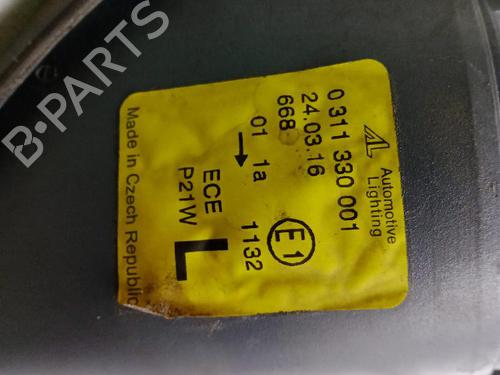 AL Automotive Lighting
0 311 330 001
24.03.16
668
01 1a
E1
1132
ECE
P21W
L
Made in Czech Republic
B-PARTS